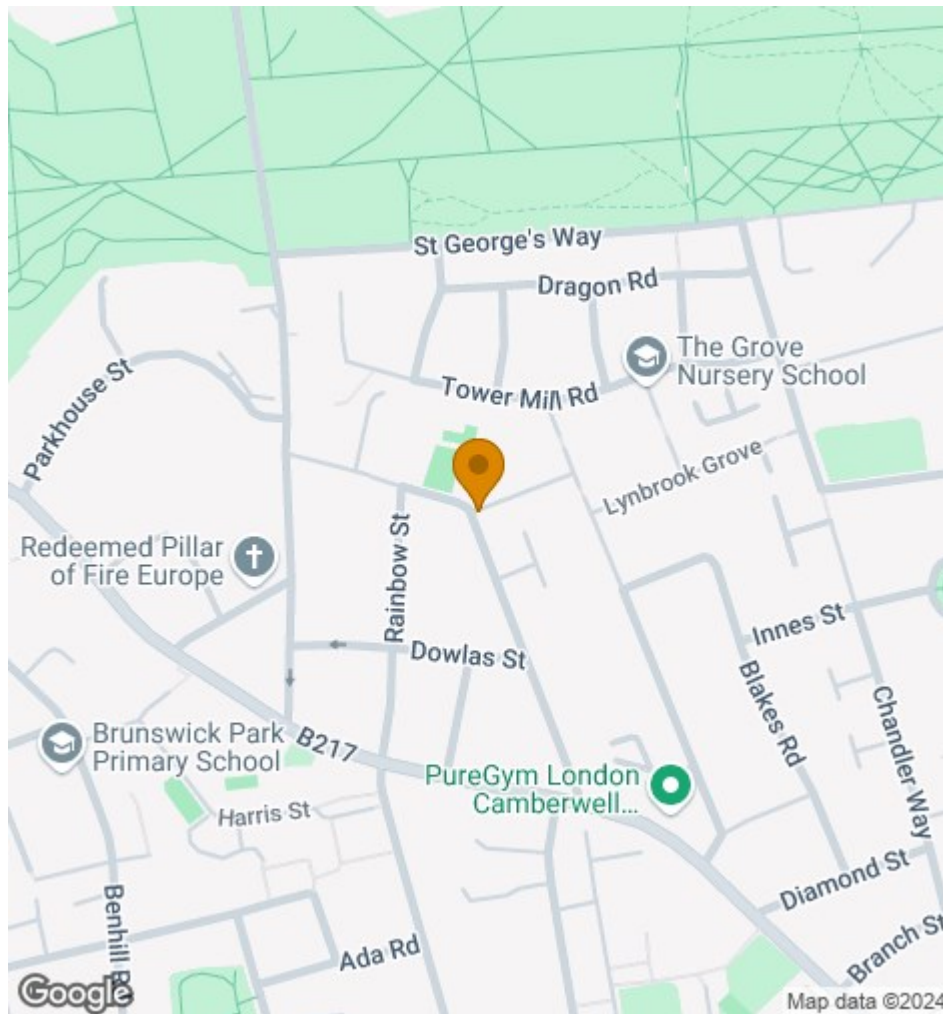 St George's Way
Dragon Rd
The Grove
Nursery School
Parkhouse St
Tower Mill Rd
Lynbrook Grove
Redeemed Pillar
of Fire Europe
Rainbow St
Innes St
Dowlas St
Blakes Rd
Chandler Way
Brunswick Park
Primary School
B217
PureGym London
Camberwell...
Harris St
Diamond St
Benhill Rd
Ada Rd
Branch St
Google
Map data ©2024